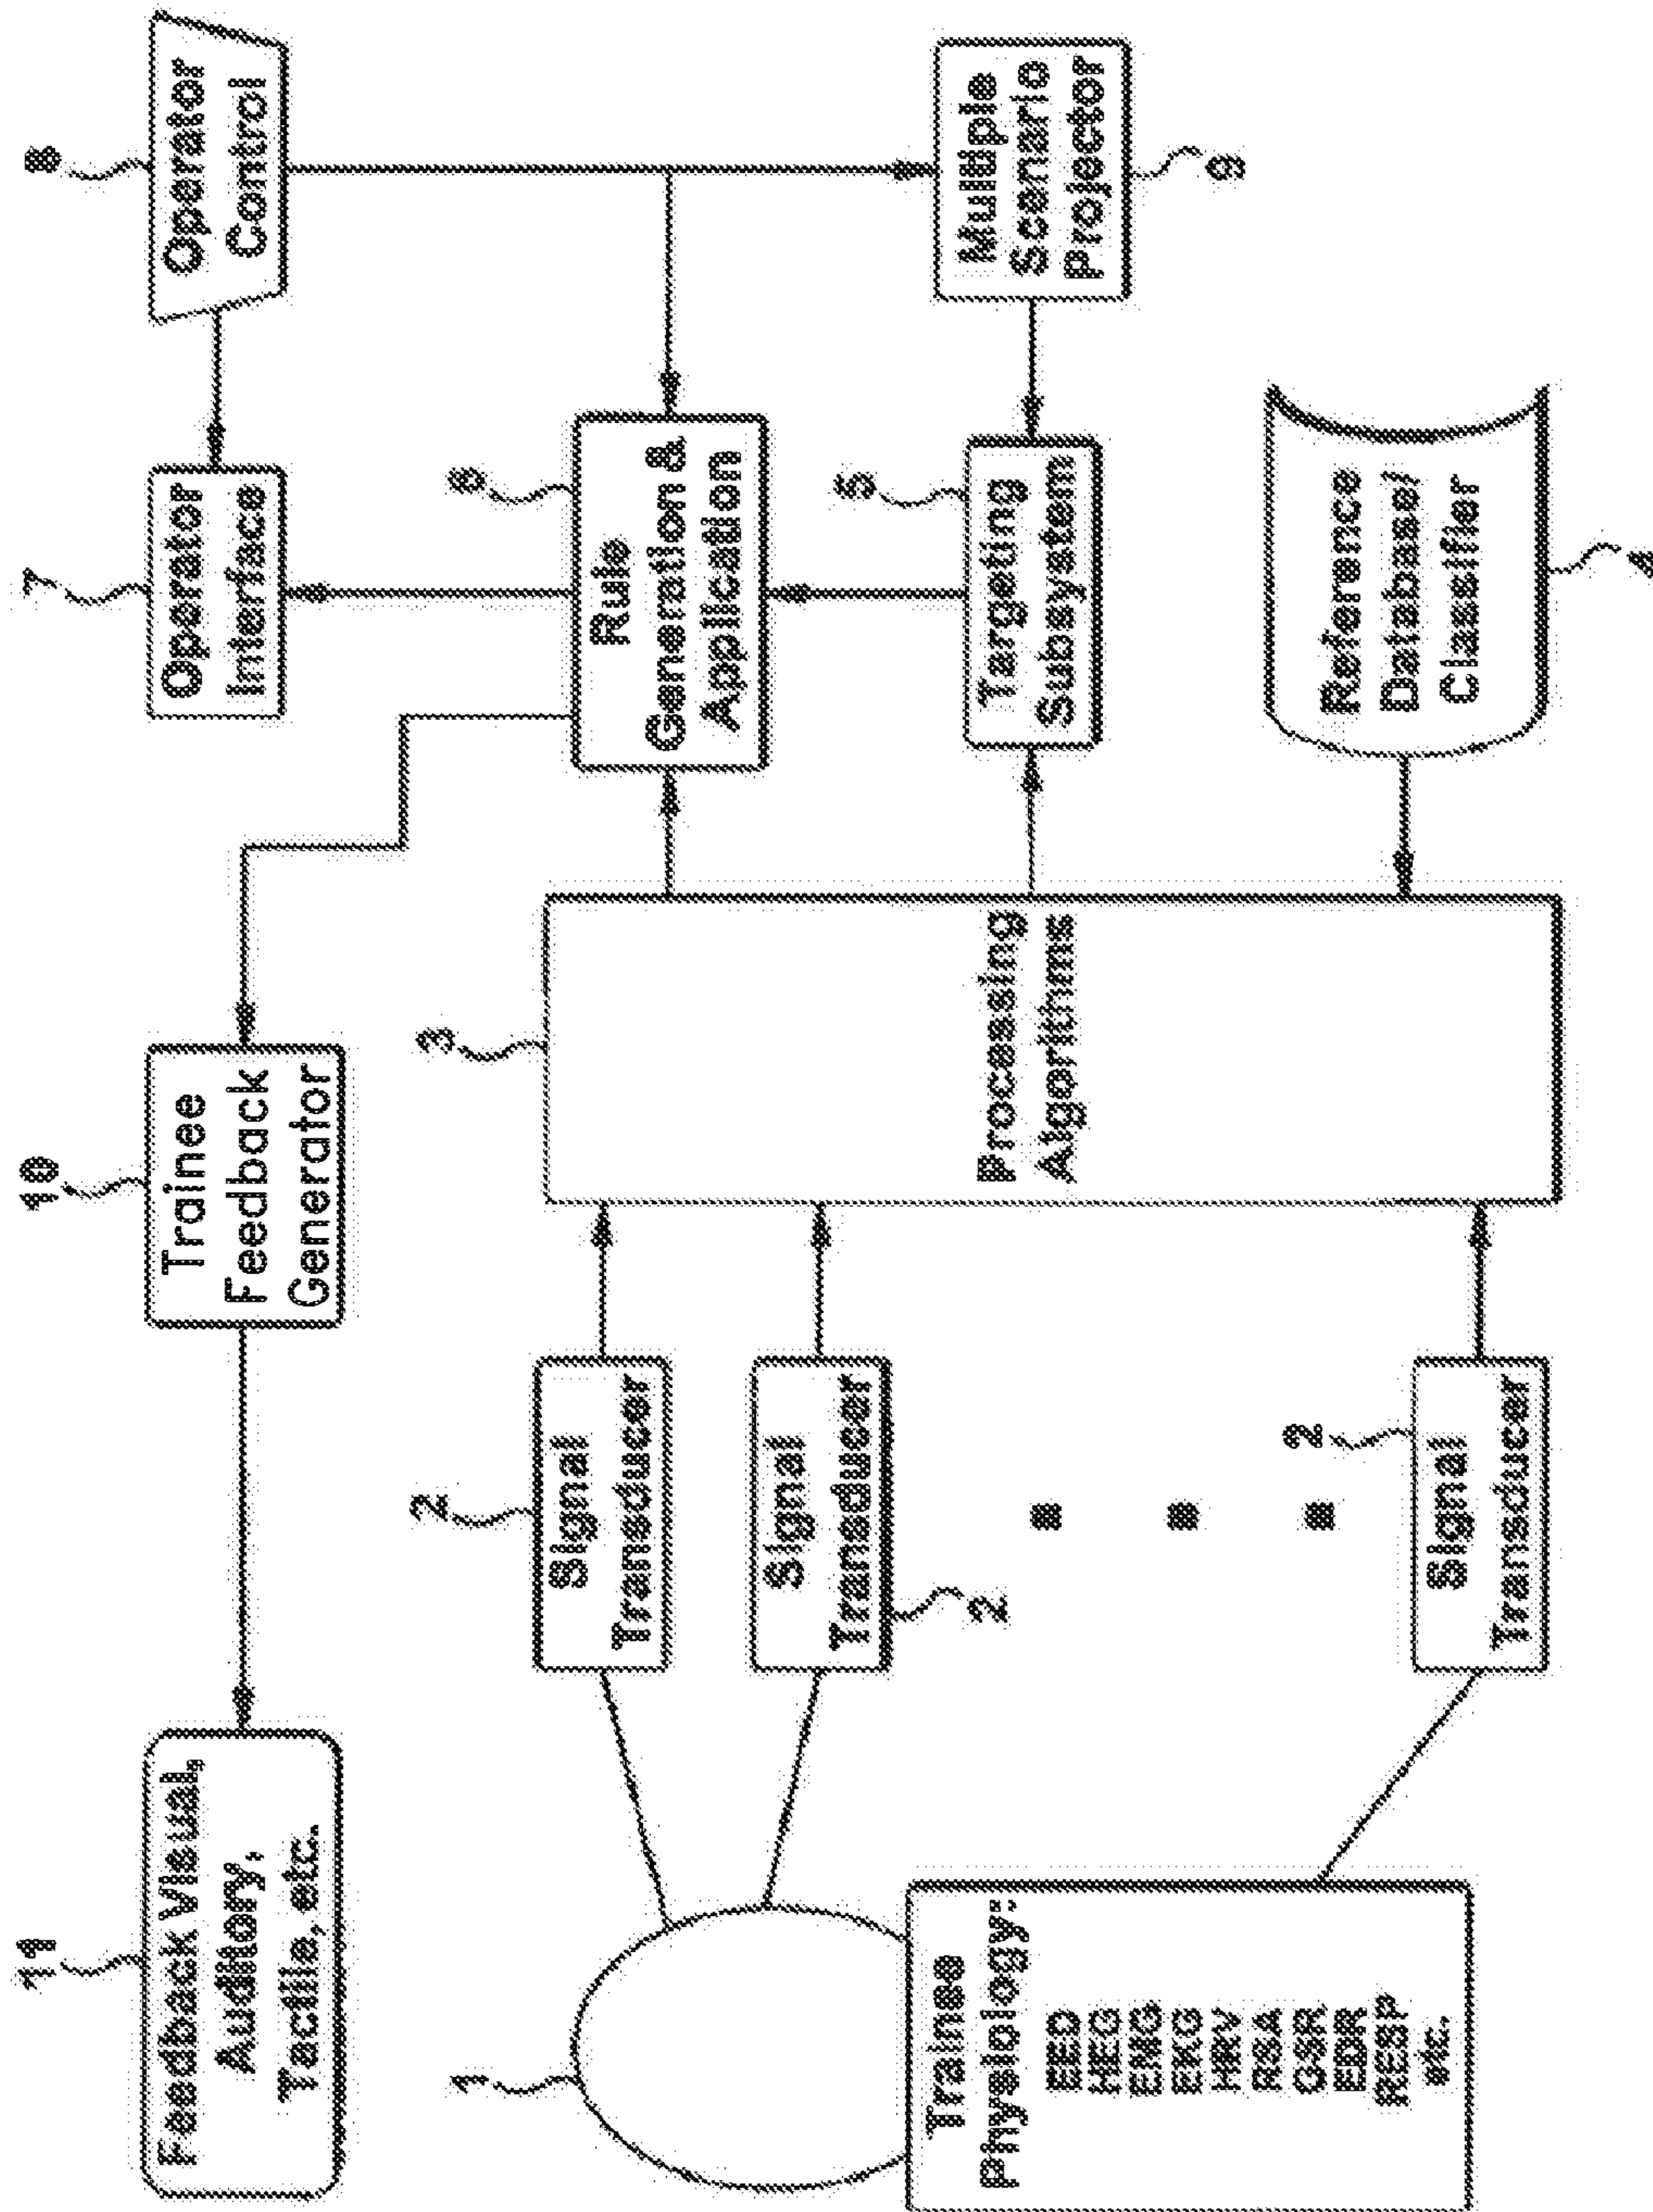 11
10
7
8
Feedback Visual,
Auditory,
Tactile, etc.
Trainee
Feedback
Generator
Operator
Interface
Operator
Control
1
2
3
6
Signal
Transducer
Rule
Generation &
Application
Signal
Transducer
2
5
Trainee
Physiology:
EED
HEG
EMG
EKG
HRV
RSA
GSR
EDR
RESP
etc.
Processing
Algorithms
Targeting
Subsystem
Multiple
Scenario
Projector
9
2
Signal
Transducer
Reference
Database/
Classifier
4